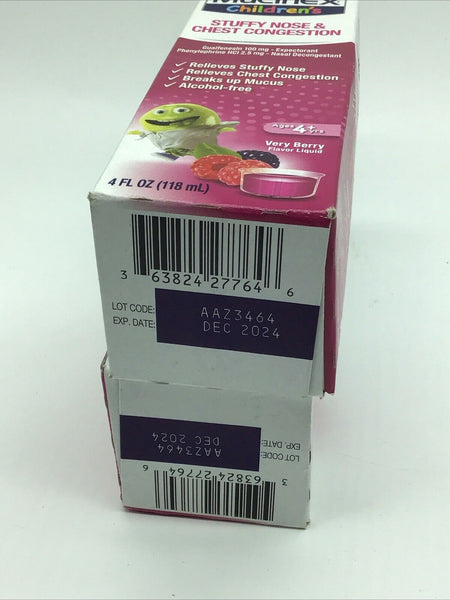 Mucinex
Children's
STUFFY NOSE &
CHEST CONGESTION
Guaifenesin 100 mg - Expectorant
Phenylephrine HCl 2.5 mg - Nasal Decongestant
✓ Relieves Stuffy Nose
✓ Relieves Chest Congestion
✓ Breaks up Mucus
✓ Alcohol-free
Ages 4+ yrs
Very Berry
Flavor Liquid
4 FL OZ (118 mL)
3 63824 27764 6
LOT CODE: AAZ3464
EXP. DATE: DEC 2024
LOT CODE: AAZ3464
EXP. DATE: DEC 2024
3 63824 27764 6